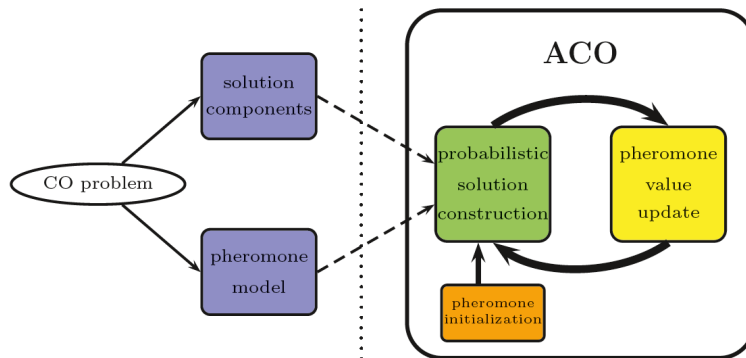 CO problem
solution
components
pheromone
model
ACO
probabilistic
solution
construction
pheromone
value
update
pheromone
initialization